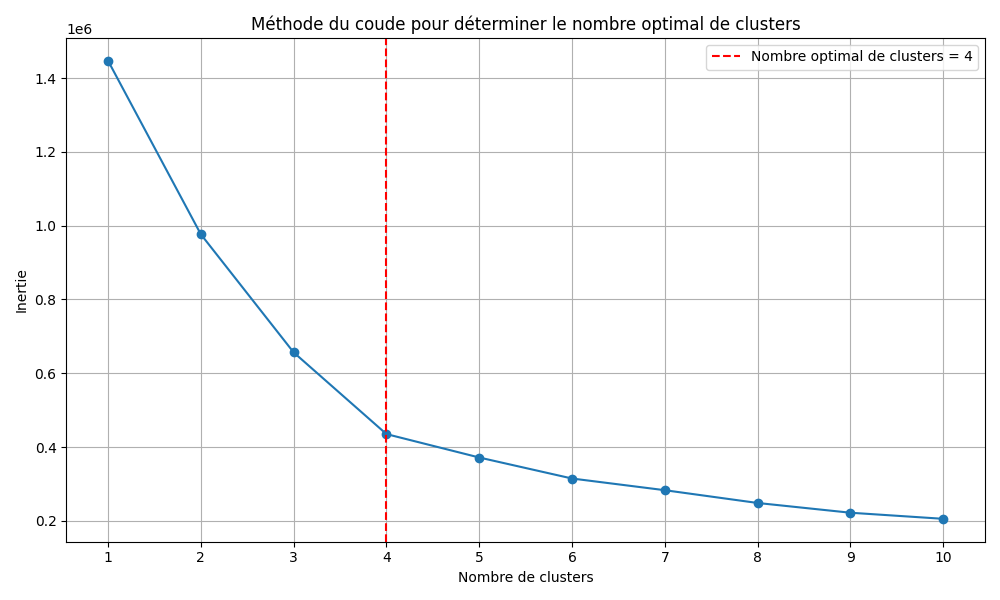 Méthode du coude pour déterminer le nombre optimal de clusters
1e6
Nombre optimal de clusters = 4
1.4
1.2
1.0
0.8
0.6
0.4
0.2
Inertie
1 2 3 4 5 6 7 8 9 10
Nombre de clusters